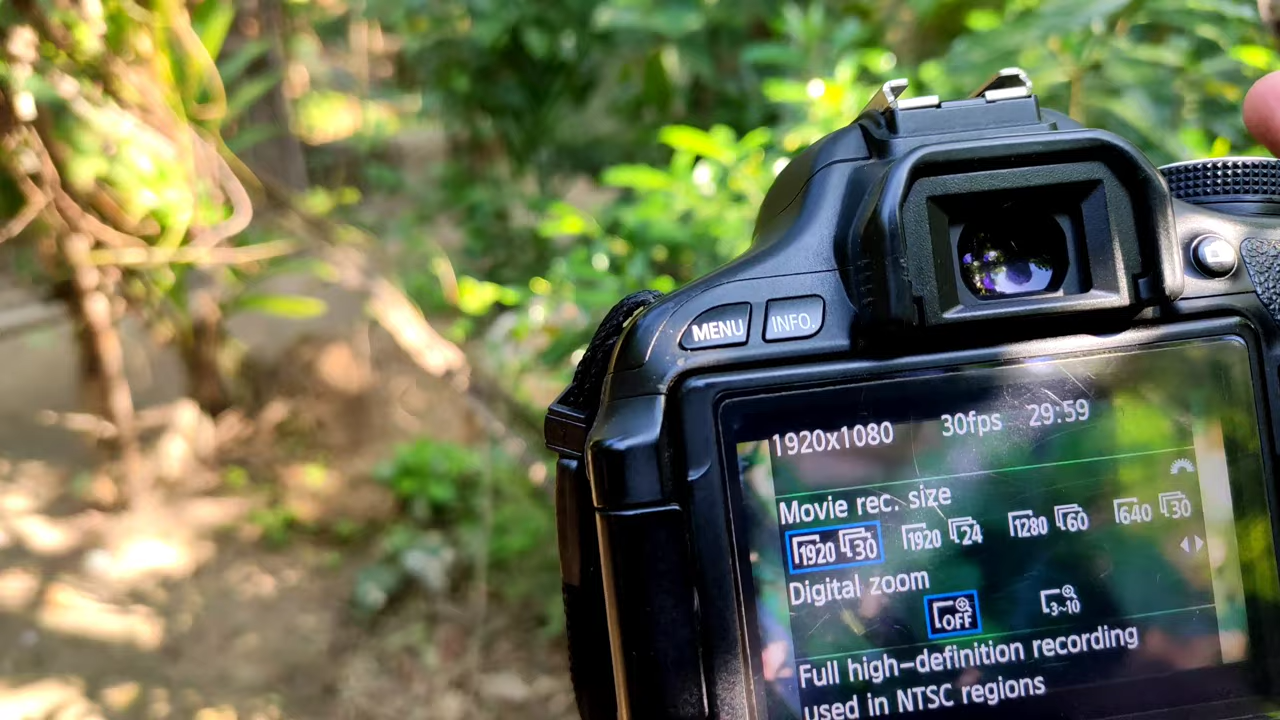 MENU INFO.
1920x1080 30fps 29:59
Movie rec. size
1920 30 1920 24 1280 60 640 30
Digital zoom
OFF 3~10
Full high-definition recording
used in NTSC regions